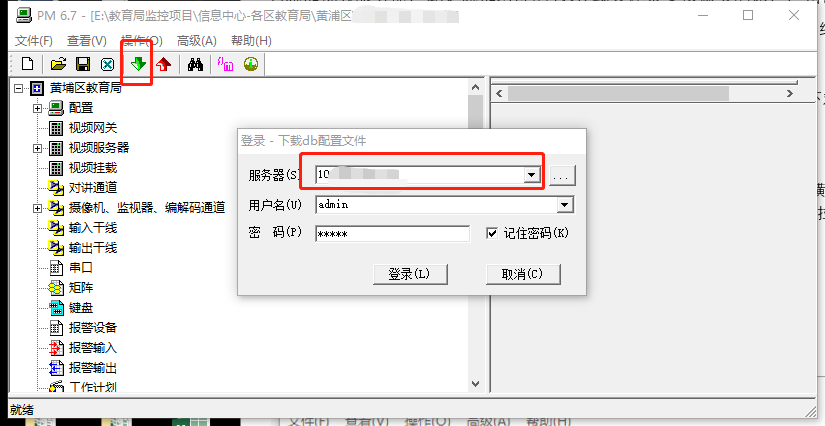 PM 6.7 - [E:\教育局监控项目\信息中心-各区教育局\黄浦区
文件(F) 查看(V) 操作(O) 高级(A) 帮助(H)
黄埔区教育局
配置
视频网关
视频服务器
视频挂载
对讲通道
摄像机、监视器、编解码通道
输入干线
输出干线
串口
矩阵
键盘
报警设备
报警输入
报警输出
工作计划
登录 - 下载db配置文件
服务器(S) 10 ...
用户名(U) admin
密 码(P) ***** 记住密码(K)
登录(L) 取消(C)
就绪
文件(F) 查看(V) 操作(O) 高级(A) 帮助(H)